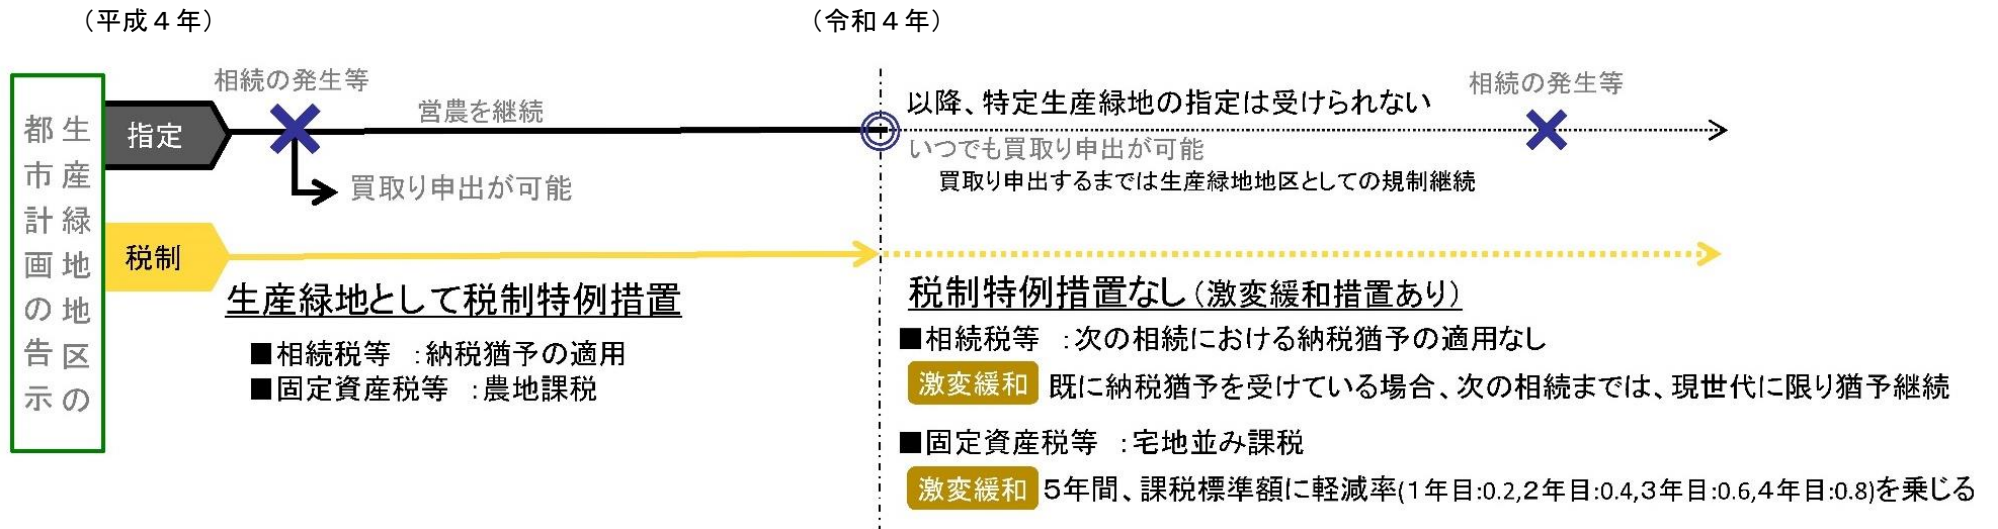 （平成４年）
（令和４年）
生産緑地地区の
都市計画の告示
指定
相続の発生等
営農を継続
買取り申出が可能
以降、特定生産緑地の指定は受けられない
相続の発生等
いつでも買取り申出が可能
買取り申出するまでは生産緑地地区としての規制継続
税制
生産緑地として税制特例措置
■相続税等　：納税猶予の適用
■固定資産税等　：農地課税
税制特例措置なし（激変緩和措置あり）
■相続税等　：次の相続における納税猶予の適用なし
激変緩和 既に納税猶予を受けている場合、次の相続までは、現世代に限り猶予継続
■固定資産税等　：宅地並み課税
激変緩和 ５年間、課税標準額に軽減率(１年目:0.2,２年目:0.4,３年目:0.6,４年目:0.8)を乗じる